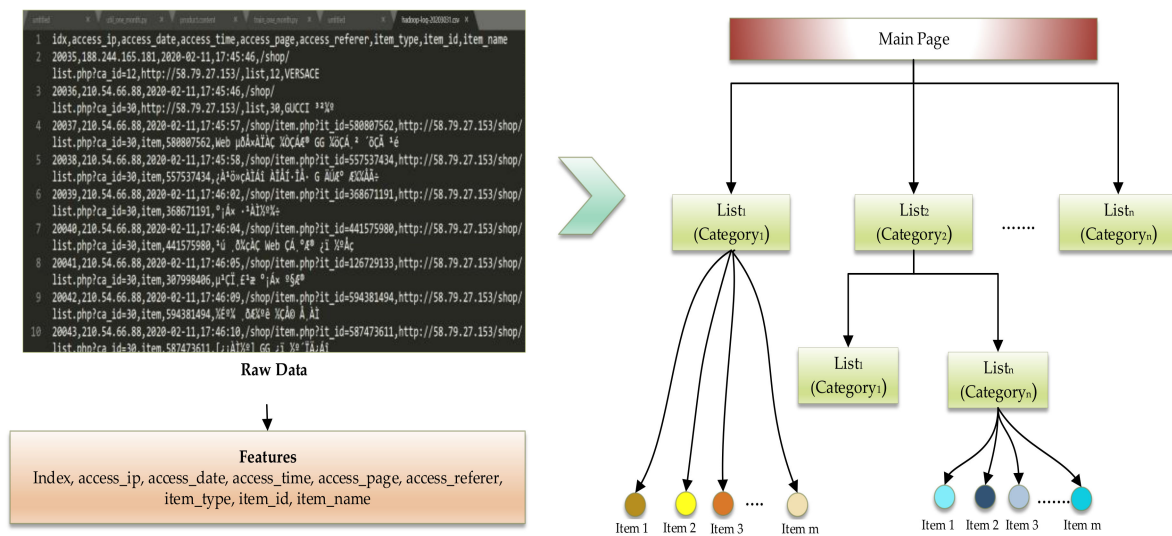 untitled
util_one_month.py
product.content
train_one_month.py
untitled
hadoop-log-20200031.csv
1 idx,access_ip,access_date,access_time,access_page,access_referer,item_type,item_id,item_name
2 20035,188.244.165.181,2020-02-11,17:45:46,/shop/
list.php?ca_id=12,http://58.79.27.153/,list,12,VERSACE
3 20036,210.54.66.88,2020-02-11,17:45:46,/shop/
list.php?ca_id=30,http://58.79.27.153/,list,30,GUCCI
4 20037,210.54.66.88,2020-02-11,17:45:57,/shop/item.php?it_id=580807562,http://58.79.27.153/shop/
list.php?ca_id=30,item,580807562,Web
5 20038,210.54.66.88,2020-02-11,17:45:58,/shop/item.php?it_id=557537434,http://58.79.27.153/shop/
list.php?ca_id=30,item,557537434,
6 20039,210.54.66.88,2020-02-11,17:46:02,/shop/item.php?it_id=368671191,http://58.79.27.153/shop/
list.php?ca_id=30,item,368671191,
7 20040,210.54.66.88,2020-02-11,17:46:04,/shop/item.php?it_id=441575980,http://58.79.27.153/shop/
list.php?ca_id=30,item,441575980, Web
8 20041,210.54.66.88,2020-02-11,17:46:05,/shop/item.php?it_id=126729133,http://58.79.27.153/shop/
list.php?ca_id=30,item,307998406,
9 20042,210.54.66.88,2020-02-11,17:46:09,/shop/item.php?it_id=594381494,http://58.79.27.153/shop/
list.php?ca_id=30,item,594381494,
10 20043,210.54.66.88,2020-02-11,17:46:10,/shop/item.php?it_id=587473611,http://58.79.27.153/shop/
list.php?ca_id=30,item,587473611, GG
Raw Data
Features
Index, access_ip, access_date, access_time, access_page, access_referer,
item_type, item_id, item_name
Main Page
List₁
(Category₁)
List₂
(Category₂)
.......
Listₙ
(Categoryₙ)
List₁
(Category₁)
Listₙ
(Categoryₙ)
....
Item 1
Item 2
Item 3
Item m
.......
Item 1
Item 2
Item 3
Item m